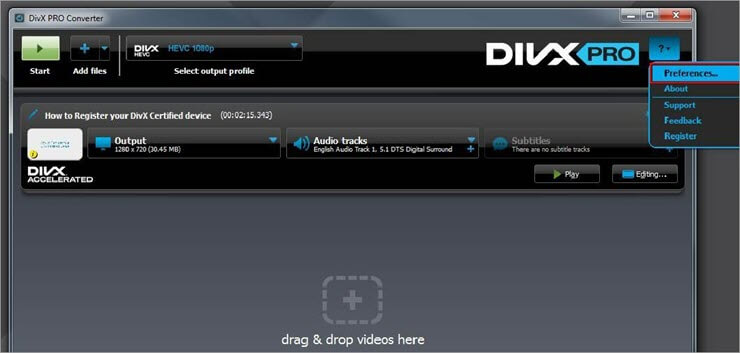 DivX PRO Converter
DIVX HEVC HEVC 1080p
Start Add files Select output profile
DIVX PRO
?
Preferences...
About
Support
Feedback
Register
How to Register your DivX Certified device (00:02:15.343)
Output
1280 x 720 (30.45 MB)
Audio tracks
English Audio Track 1, 5.1 DTS Digital Surround
Subtitles
There are no subtitle tracks
DIVX
ACCELERATED
Play
Editing...
drag & drop videos here